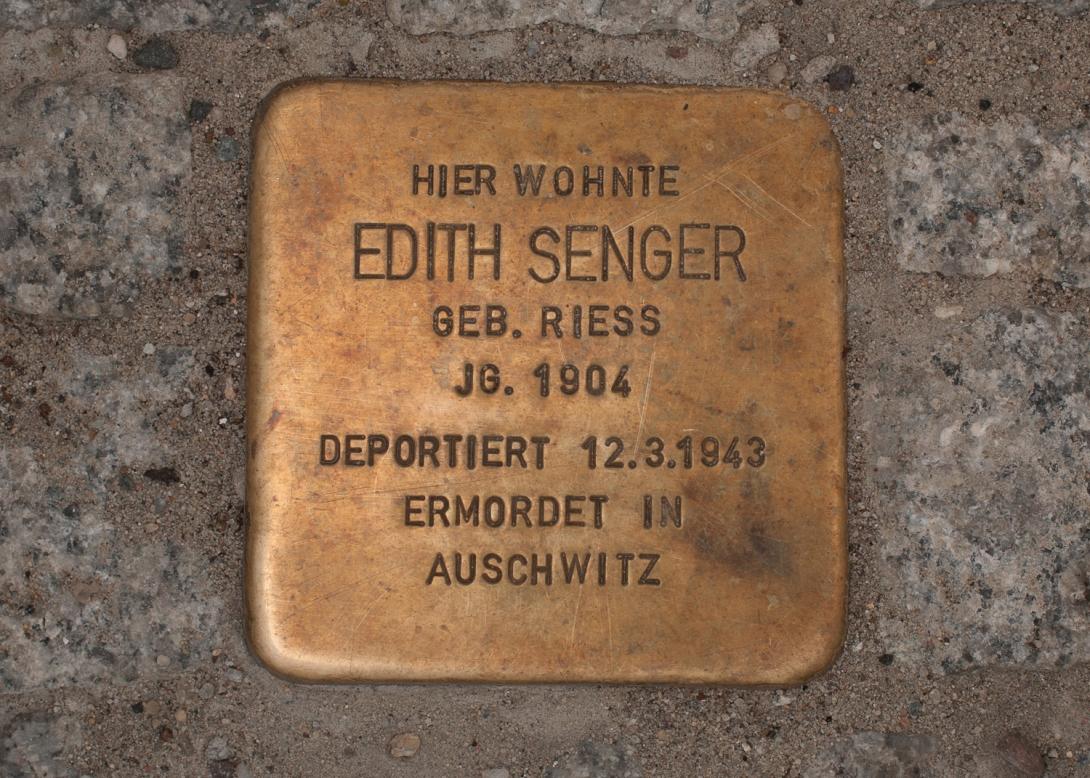 HIER WOHNTE
EDITH SENGER
GEB. RIESS
JG. 1904
DEPORTIERT 12.3.1943
ERMORDET IN
AUSCHWITZ